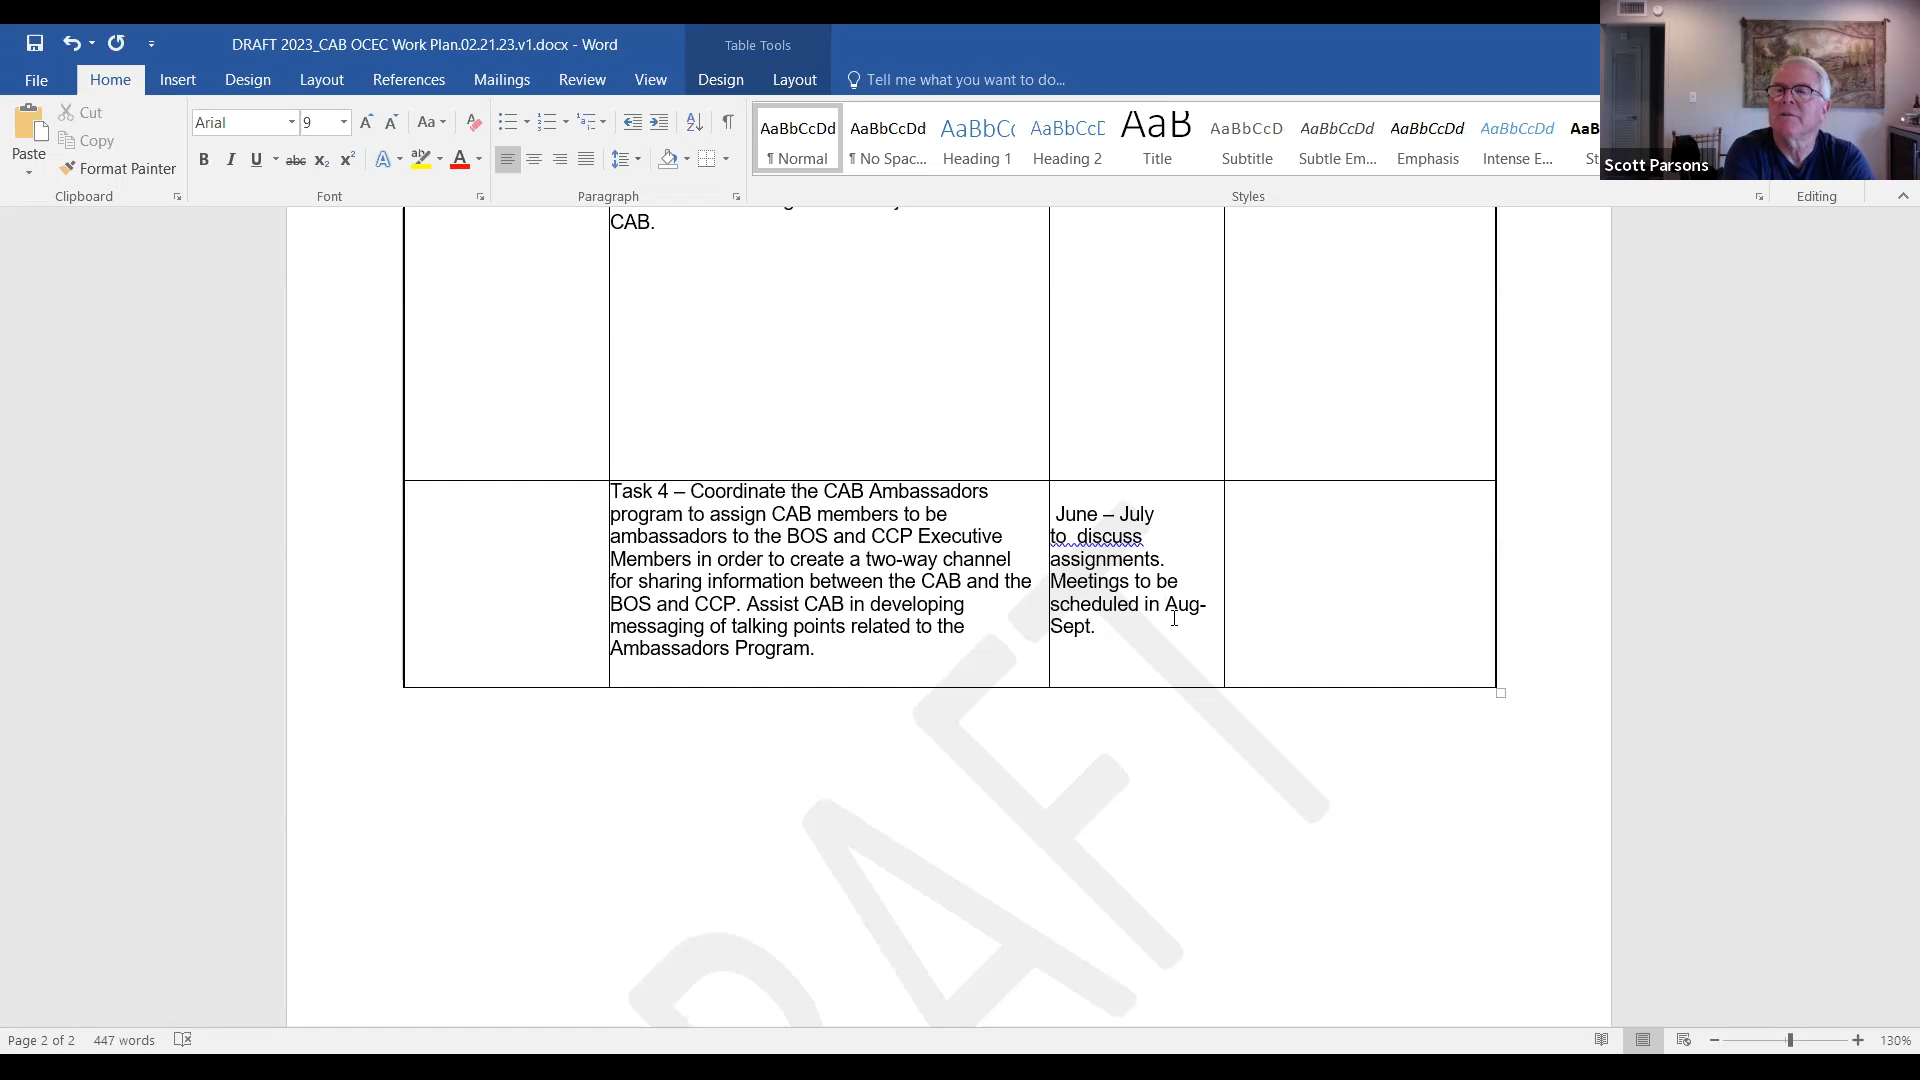 DRAFT 2023_CAB OCEC Work Plan.02.21.23.v1.docx - Word
Table Tools
File
Home
Insert
Design
Layout
References
Mailings
Review
View
Design
Layout
Tell me what you want to do...
Paste
Cut
Copy
Format Painter
Clipboard
Arial
9
Font
Paragraph
AaBbCcDd
¶ Normal
AaBbCcDd
¶ No Spac...
AaBbCc
Heading 1
AaBbCcD
Heading 2
AaB
Title
AaBbCcD
Subtitle
AaBbCcDd
Subtle Em...
AaBbCcDd
Emphasis
AaBbCcDd
Intense E...
AaBb
St
Styles
Editing
Scott Parsons
CAB.
Task 4 – Coordinate the CAB Ambassadors
program to assign CAB members to be
ambassadors to the BOS and CCP Executive
Members in order to create a two-way channel
for sharing information between the CAB and the
BOS and CCP. Assist CAB in developing
messaging of talking points related to the
Ambassadors Program.
June – July
to  discuss
assignments.
Meetings to be
scheduled in Aug-
Sept.
DRAFT
Page 2 of 2
447 words
130%